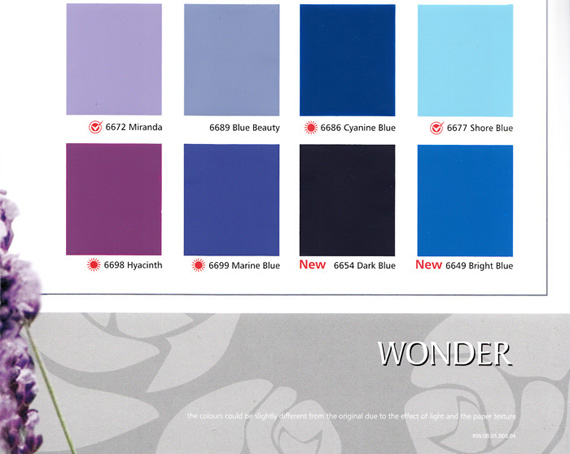 6672 Miranda 6689 Blue Beauty 6686 Cyanine Blue 6677 Shore Blue
6698 Hyacinth 6699 Marine Blue New 6654 Dark Blue New 6649 Bright Blue
WONDER
the colours could be slightly different from the original due to the effect of light and the paper texture